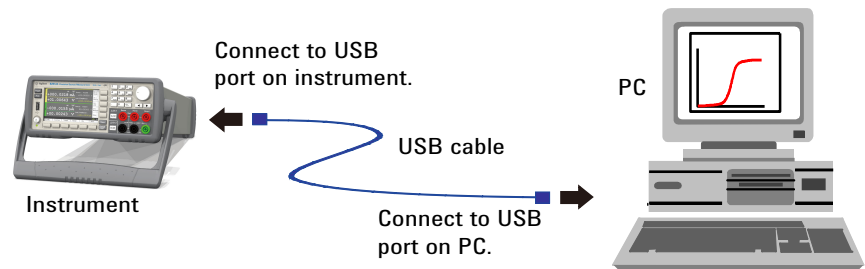 Connect to USB
port on instrument.
PC
USB cable
Instrument
Connect to USB
port on PC.